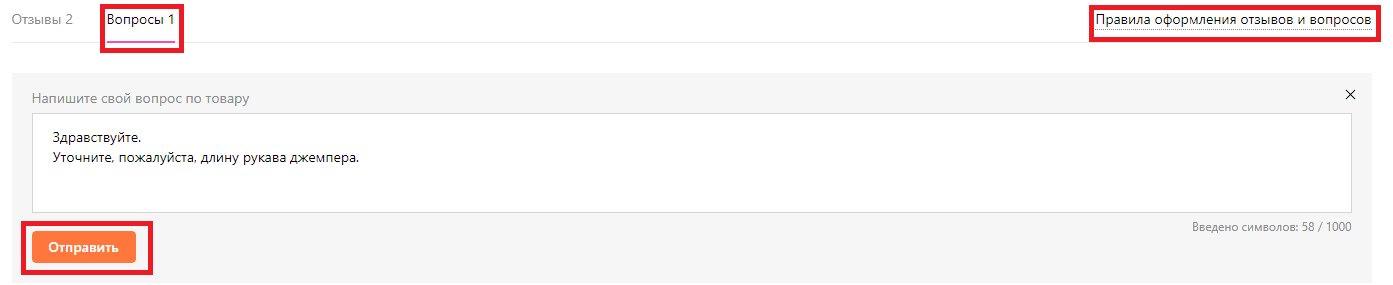 Отзывы 2 Вопросы 1 Правила оформления отзывов и вопросов
Напишите свой вопрос по товару
Здравствуйте.
Уточните, пожалуйста, длину рукава джемпера.
Введено символов: 58 / 1000
Отправить